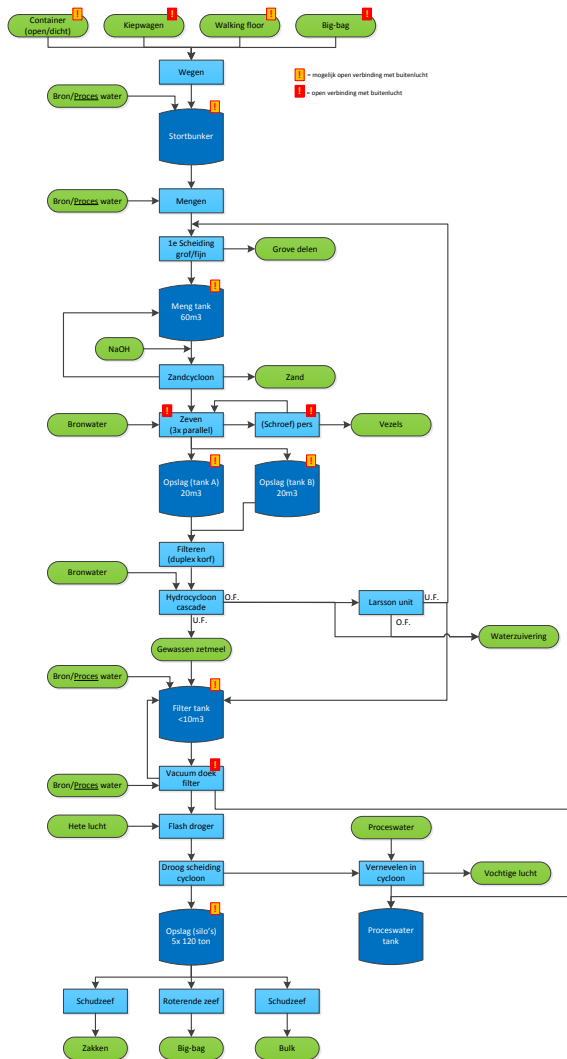 Container
(open/dicht)
!
Kiepwagen
!
Walking floor
!
Big-bag
!
Wegen
! = mogelijk open verbinding met buitenlucht
! = open verbinding met buitenlucht
Bron/Proces water
!
Stortbunker
Bron/Proces water
Mengen
1e Scheiding
grof/fijn
Grove delen
!
Meng tank
60m3
NaOH
Zandcycloon
Zand
!
Bronwater
Zeven
(3x parallel)
!
(Schroef) pers
Vezels
!
Opslag (tank A)
20m3
!
Opslag (tank B)
20m3
Filteren
(duplex korf)
Bronwater
Hydrocycloon
cascade
O.F.
U.F.
Larsson unit
U.F.
O.F.
Waterzuivering
Gewassen zetmeel
Bron/Proces water
!
Filter tank
<10m3
!
Vacuum doek
filter
Bron/Proces water
Hete lucht
Flash droger
Proceswater
Droog scheiding
cycloon
Vernevelen in
cycloon
Vochtige lucht
!
Opslag (silo's)
5x 120 ton
Proceswater
tank
Schudzeef
Roterende zeef
Schudzeef
Zakken
Big-bag
Bulk